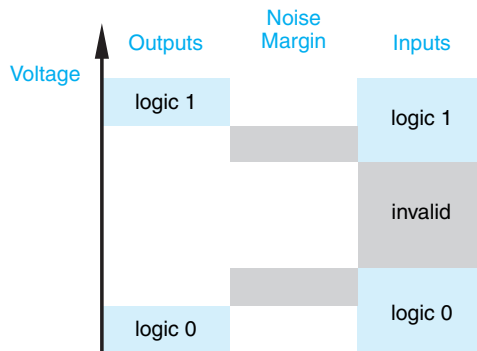 Outputs
Noise
Margin
Inputs
Voltage
logic 1
logic 1
invalid
logic 0
logic 0